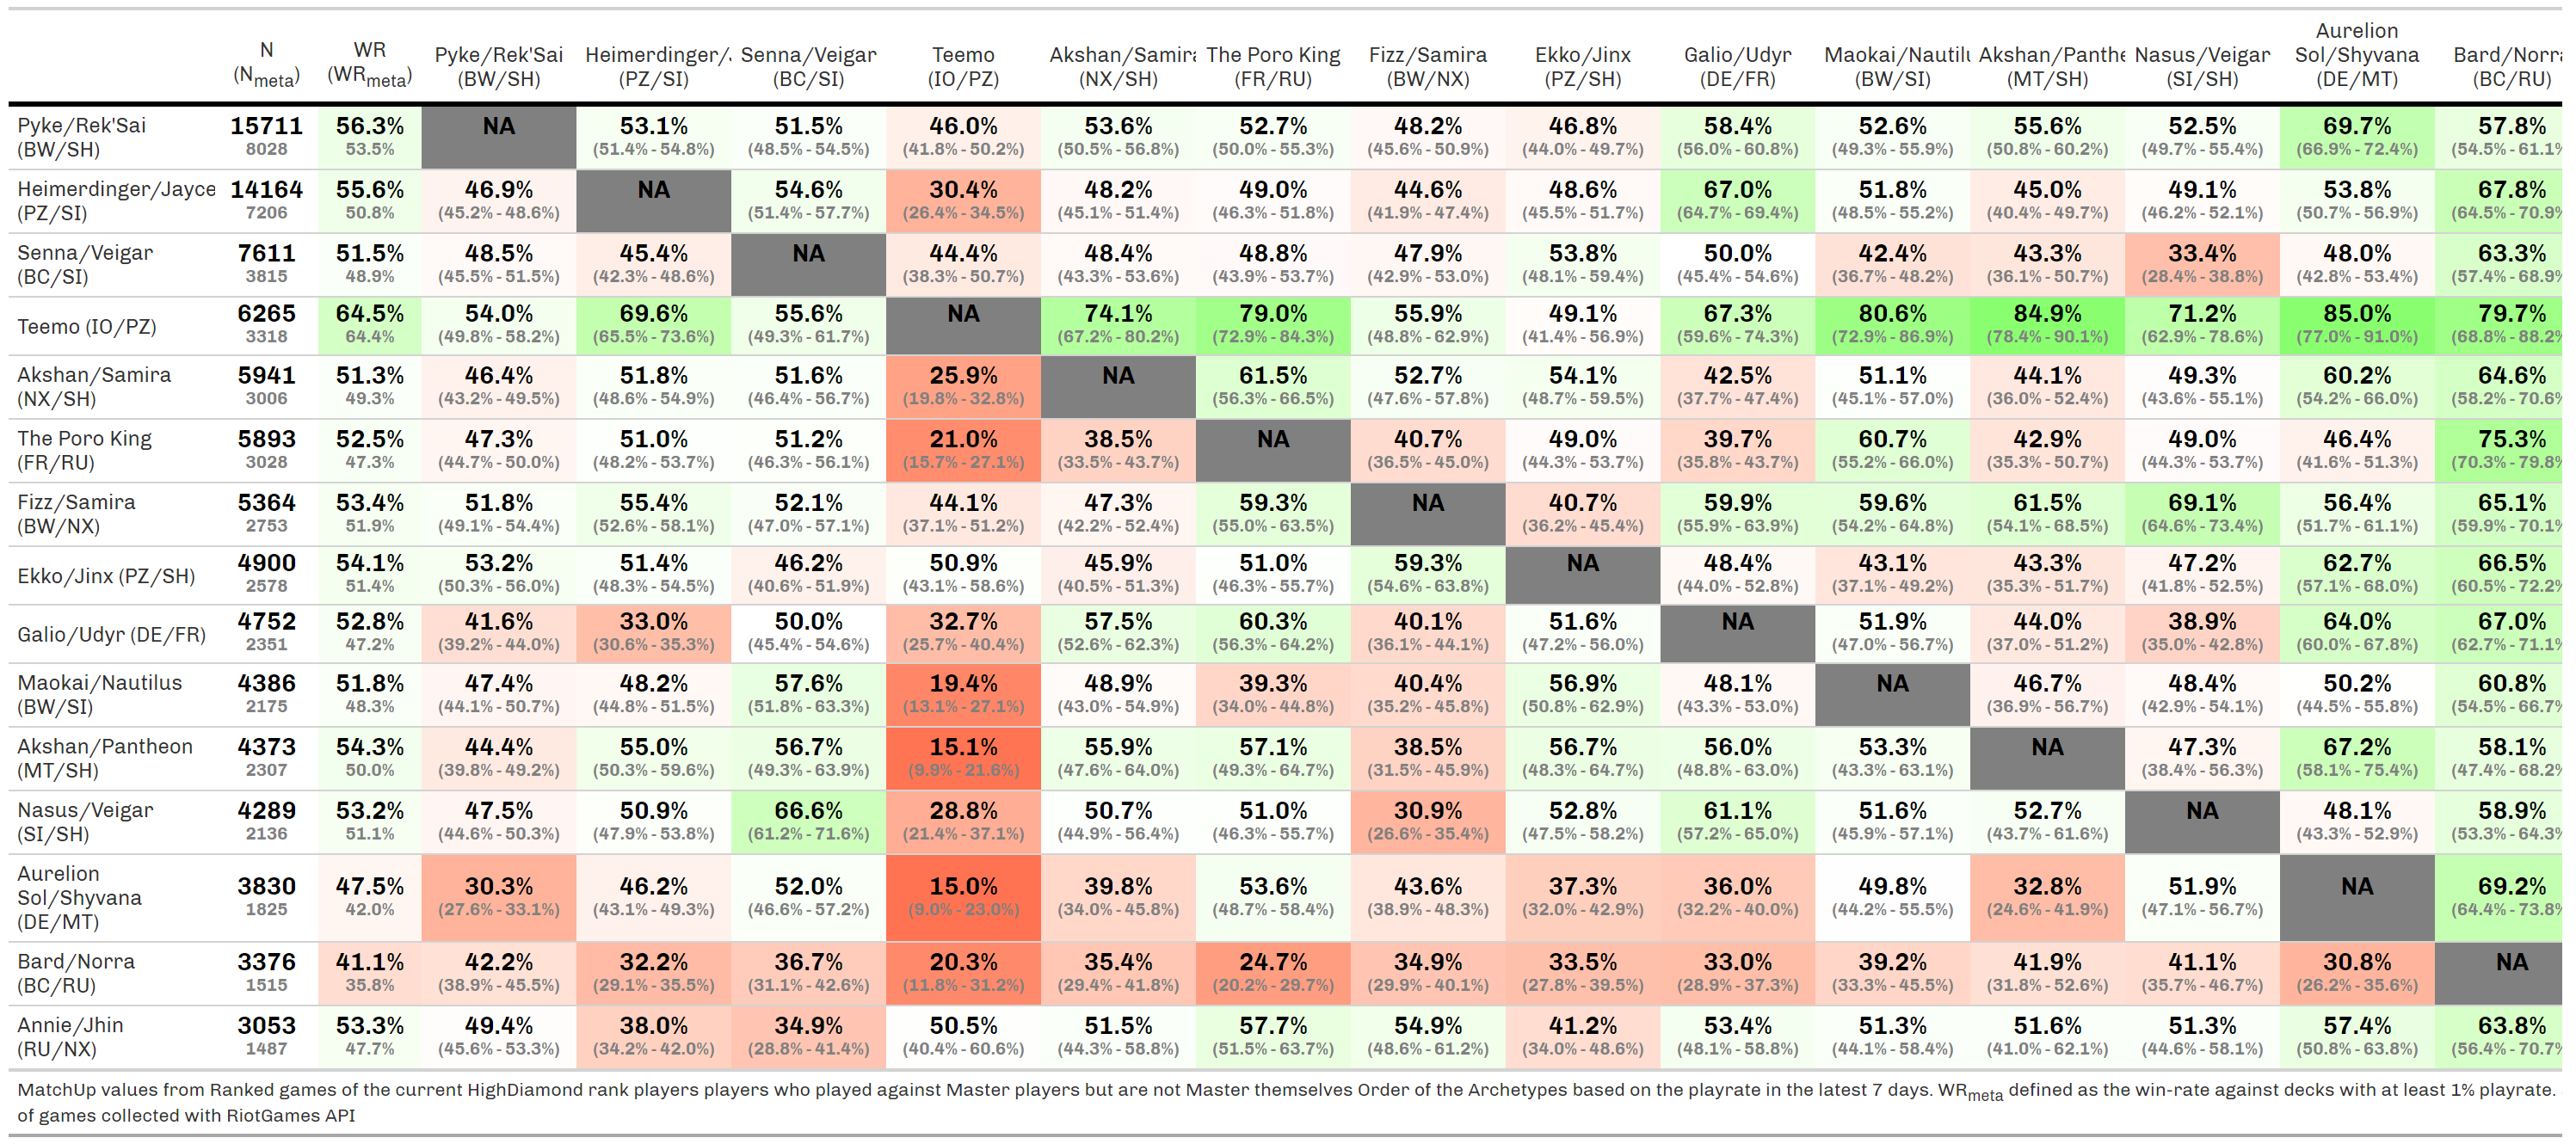 N (Nmeta) WR (WRmeta) Pyke/Rek'Sai (BW/SH) Heimerdinger/J (PZ/SI) Senna/Veigar (BC/SI) Teemo (IO/PZ) Akshan/Samira (NX/SH) The Poro King (FR/RU) Fizz/Samira (BW/NX) Ekko/Jinx (PZ/SH) Galio/Udyr (DE/FR) Maokai/Nautilu (BW/SI) Akshan/Panthe (MT/SH) Nasus/Veigar (SI/SH) Aurelion Sol/Shyvana (DE/MT) Bard/Norra (BC/RU)
Pyke/Rek'Sai 15711 56.3% NA 53.1% 51.5% 46.0% 53.6% 52.7% 48.2% 46.8% 58.4% 52.6% 55.6% 52.5% 69.7% 57.8%
(BW/SH) 8028 53.5% (51.4% - 54.8%) (48.5% - 54.5%) (41.8% - 50.2%) (50.5% - 56.8%) (50.0% - 55.3%) (45.6% - 50.9%) (44.0% - 49.7%) (56.0% - 60.8%) (49.3% - 55.9%) (50.8% - 60.2%) (49.7% - 55.4%) (66.9% - 72.4%) (54.5% - 61.1%
Heimerdinger/Jayce 14164 55.6% 46.9% NA 54.6% 30.4% 48.2% 49.0% 44.6% 48.6% 67.0% 51.8% 45.0% 49.1% 53.8% 67.8%
(PZ/SI) 7206 50.8% (45.2% - 48.6%) (51.4% - 57.7%) (26.4% - 34.5%) (45.1% - 51.4%) (46.3% - 51.8%) (41.9% - 47.4%) (45.5% - 51.7%) (64.7% - 69.4%) (48.5% - 55.2%) (40.4% - 49.7%) (46.2% - 52.1%) (50.7% - 56.9%) (64.5% - 70.9%
Senna/Veigar 7611 51.5% 48.5% 45.4% NA 44.4% 48.4% 48.8% 47.9% 53.8% 50.0% 42.4% 43.3% 33.4% 48.0% 63.3%
(BC/SI) 3815 48.9% (45.5% - 51.5%) (42.3% - 48.6%) (38.3% - 50.7%) (43.3% - 53.6%) (43.9% - 53.7%) (42.9% - 53.0%) (48.1% - 59.4%) (45.4% - 54.6%) (36.7% - 48.2%) (36.1% - 50.7%) (28.4% - 38.8%) (42.8% - 53.4%) (57.4% - 68.9%
Teemo (IO/PZ) 6265 64.5% 54.0% 69.6% 55.6% NA 74.1% 79.0% 55.9% 49.1% 67.3% 80.6% 84.9% 71.2% 85.0% 79.7%
3318 64.4% (49.8% - 58.2%) (65.5% - 73.6%) (49.3% - 61.7%) (67.2% - 80.2%) (72.9% - 84.3%) (48.8% - 62.9%) (41.4% - 56.9%) (59.6% - 74.3%) (72.9% - 86.9%) (78.4% - 90.1%) (62.9% - 78.6%) (77.0% - 91.0%) (68.8% - 88.2%
Akshan/Samira 5941 51.3% 46.4% 51.8% 51.6% 25.9% NA 61.5% 52.7% 54.1% 42.5% 51.1% 44.1% 49.3% 60.2% 64.6%
(NX/SH) 3006 49.3% (43.2% - 49.5%) (48.6% - 54.9%) (46.4% - 56.7%) (19.8% - 32.8%) (56.3% - 66.5%) (47.6% - 57.8%) (48.7% - 59.5%) (37.7% - 47.4%) (45.1% - 57.0%) (36.0% - 52.4%) (43.6% - 55.1%) (54.2% - 66.0%) (58.2% - 70.6%
The Poro King 5893 52.5% 47.3% 51.0% 51.2% 21.0% 38.5% NA 40.7% 49.0% 39.7% 60.7% 42.9% 49.0% 46.4% 75.3%
(FR/RU) 3028 47.3% (44.7% - 50.0%) (48.2% - 53.7%) (46.3% - 56.1%) (15.7% - 27.1%) (33.5% - 43.7%) (36.5% - 45.0%) (44.3% - 53.7%) (35.8% - 43.7%) (55.2% - 66.0%) (35.3% - 50.7%) (44.3% - 53.7%) (41.6% - 51.3%) (70.3% - 79.8%
Fizz/Samira 5364 53.4% 51.8% 55.4% 52.1% 44.1% 47.3% 59.3% NA 40.7% 59.9% 59.6% 61.5% 69.1% 56.4% 65.1%
(BW/NX) 2753 51.9% (49.1% - 54.4%) (52.6% - 58.1%) (47.0% - 57.1%) (37.1% - 51.2%) (42.2% - 52.4%) (55.0% - 63.5%) (36.2% - 45.4%) (55.9% - 63.9%) (54.2% - 64.8%) (54.1% - 68.5%) (64.6% - 73.4%) (51.7% - 61.1%) (59.9% - 70.1%
Ekko/Jinx (PZ/SH) 4900 54.1% 53.2% 51.4% 46.2% 50.9% 45.9% 51.0% 59.3% NA 48.4% 43.1% 43.3% 47.2% 62.7% 66.5%
2578 51.4% (50.3% - 56.0%) (48.3% - 54.5%) (40.6% - 51.9%) (43.1% - 58.6%) (40.5% - 51.3%) (46.3% - 55.7%) (54.6% - 63.8%) (44.0% - 52.8%) (37.1% - 49.2%) (35.3% - 51.7%) (41.8% - 52.5%) (57.1% - 68.0%) (60.5% - 72.2%
Galio/Udyr (DE/FR) 4752 52.8% 41.6% 33.0% 50.0% 32.7% 57.5% 60.3% 40.1% 51.6% NA 51.9% 44.0% 38.9% 64.0% 67.0%
2351 47.2% (39.2% - 44.0%) (30.6% - 35.3%) (45.4% - 54.6%) (25.7% - 40.4%) (52.6% - 62.3%) (56.3% - 64.2%) (36.1% - 44.1%) (47.2% - 56.0%) (47.0% - 56.7%) (37.0% - 51.2%) (35.0% - 42.8%) (60.0% - 67.8%) (62.7% - 71.1%
Maokai/Nautilus 4386 51.8% 47.4% 48.2% 57.6% 19.4% 48.9% 39.3% 40.4% 56.9% 48.1% NA 46.7% 48.4% 50.2% 60.8%
(BW/SI) 2175 48.3% (44.1% - 50.7%) (44.8% - 51.5%) (51.8% - 63.3%) (13.1% - 27.1%) (43.0% - 54.9%) (34.0% - 44.8%) (35.2% - 45.8%) (50.8% - 62.9%) (43.3% - 53.0%) (36.9% - 56.7%) (42.9% - 54.1%) (44.5% - 55.8%) (54.5% - 66.7%
Akshan/Pantheon 4373 54.3% 44.4% 55.0% 56.7% 15.1% 55.9% 57.1% 38.5% 56.7% 56.0% 53.3% NA 47.3% 67.2% 58.1%
(MT/SH) 2307 50.0% (39.8% - 49.2%) (50.3% - 59.6%) (49.3% - 63.9%) (9.9% - 21.6%) (47.6% - 64.0%) (49.3% - 64.7%) (31.5% - 45.9%) (48.3% - 64.7%) (48.8% - 63.0%) (43.3% - 63.1%) (38.4% - 56.3%) (58.1% - 75.4%) (47.4% - 68.2%
Nasus/Veigar 4289 53.2% 47.5% 50.9% 66.6% 28.8% 50.7% 51.0% 30.9% 52.8% 61.1% 51.6% 52.7% NA 48.1% 58.9%
(SI/SH) 2136 51.1% (44.6% - 50.3%) (47.9% - 53.8%) (61.2% - 71.6%) (21.4% - 37.1%) (44.9% - 56.4%) (46.3% - 55.7%) (26.6% - 35.4%) (47.5% - 58.2%) (57.2% - 65.0%) (45.9% - 57.1%) (43.7% - 61.6%) (43.3% - 52.9%) (53.3% - 64.3%
Aurelion
Sol/Shyvana 3830 47.5% 30.3% 46.2% 52.0% 15.0% 39.8% 53.6% 43.6% 37.3% 36.0% 49.8% 32.8% 51.9% NA 69.2%
(DE/MT) 1825 42.0% (27.6% - 33.1%) (43.1% - 49.3%) (46.6% - 57.2%) (9.0% - 23.0%) (34.0% - 45.8%) (48.7% - 58.4%) (38.9% - 48.3%) (32.0% - 42.9%) (32.2% - 40.0%) (44.2% - 55.5%) (24.6% - 41.9%) (47.1% - 56.7%) (64.4% - 73.8%
Bard/Norra 3376 41.1% 42.2% 32.2% 36.7% 20.3% 35.4% 24.7% 34.9% 33.5% 33.0% 39.2% 41.9% 41.1% 30.8% NA
(BC/RU) 1515 35.8% (38.9% - 45.5%) (29.1% - 35.5%) (31.1% - 42.6%) (11.8% - 31.2%) (29.4% - 41.8%) (20.2% - 29.7%) (29.9% - 40.1%) (27.8% - 39.5%) (28.9% - 37.3%) (33.3% - 45.5%) (31.8% - 52.6%) (35.7% - 46.7%) (26.2% - 35.6%)
Annie/Jhin 3053 53.3% 49.4% 38.0% 34.9% 50.5% 51.5% 57.7% 54.9% 41.2% 53.4% 51.3% 51.6% 51.3% 57.4% 63.8%
(RU/NX) 1487 47.7% (45.6% - 53.3%) (34.2% - 42.0%) (28.8% - 41.4%) (40.4% - 60.6%) (44.3% - 58.8%) (51.5% - 63.7%) (48.6% - 61.2%) (34.0% - 48.6%) (48.1% - 58.8%) (44.1% - 58.4%) (41.0% - 62.1%) (44.6% - 58.1%) (50.8% - 63.8%) (56.4% - 70.7%
MatchUp values from Ranked games of the current HighDiamond rank players players who played against Master players but are not Master themselves Order of the Archetypes based on the playrate in the latest 7 days. WRmeta defined as the win-rate against decks with at least 1% playrate.
of games collected with RiotGames API